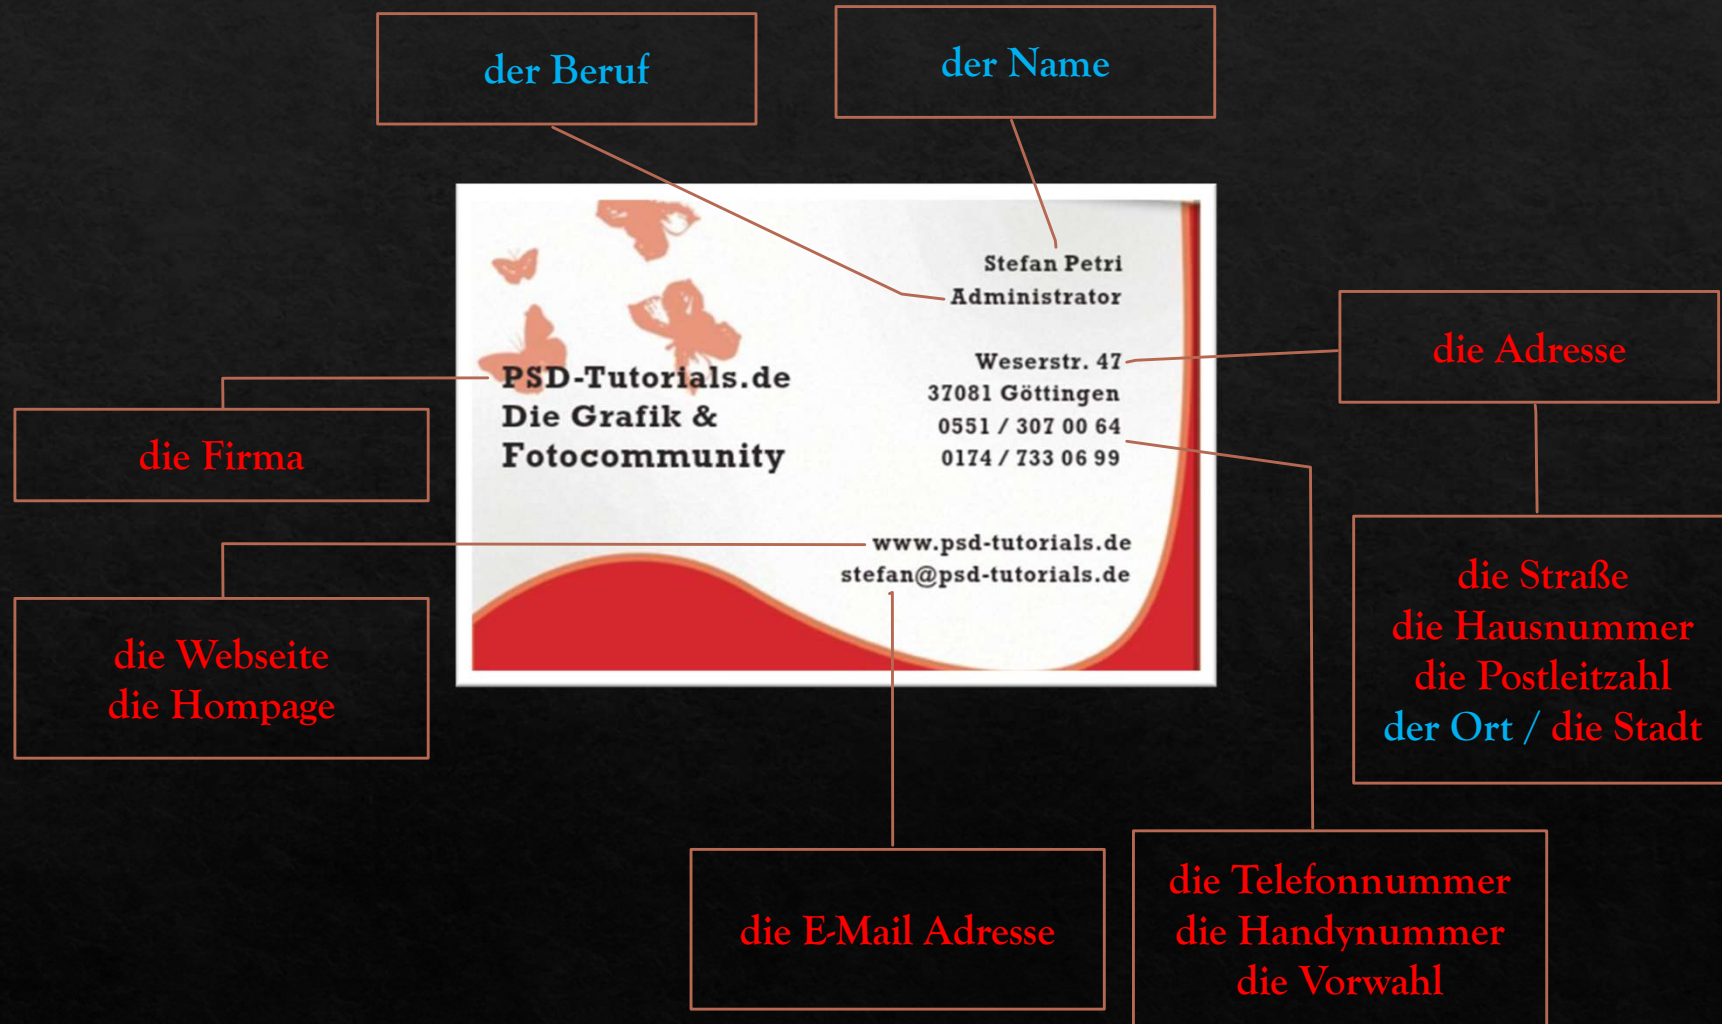 der Beruf
der Name
Stefan Petri
Administrator
Weserstr. 47
37081 Göttingen
0551 / 307 00 64
0174 / 733 06 99
PSD-Tutorials.de
Die Grafik &
Fotocommunity
www.psd-tutorials.de
stefan@psd-tutorials.de
die Adresse
die Firma
die Straße
die Hausnummer
die Postleitzahl
der Ort / die Stadt
die Webseite
die Hompage
die E-Mail Adresse
die Telefonnummer
die Handynummer
die Vorwahl